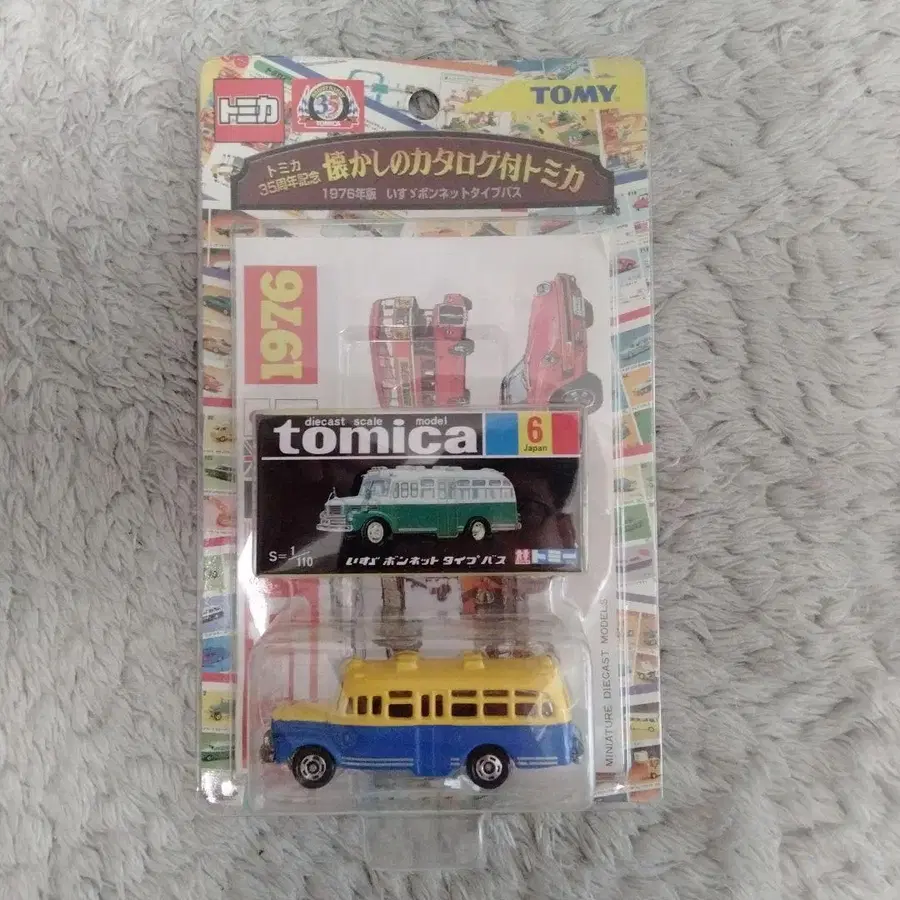 トミカ
35
TOMICA
TOMY
トミカ
35周年記念
懐かしのカタログ付トミカ
1976年版 いすゞボンネットタイプバス
1976
diecast scale model
tomica
6
Japan
S=1/110
いすゞ ボンネット タイプ バス
トミー
MINIATURE DIECAST MODELS